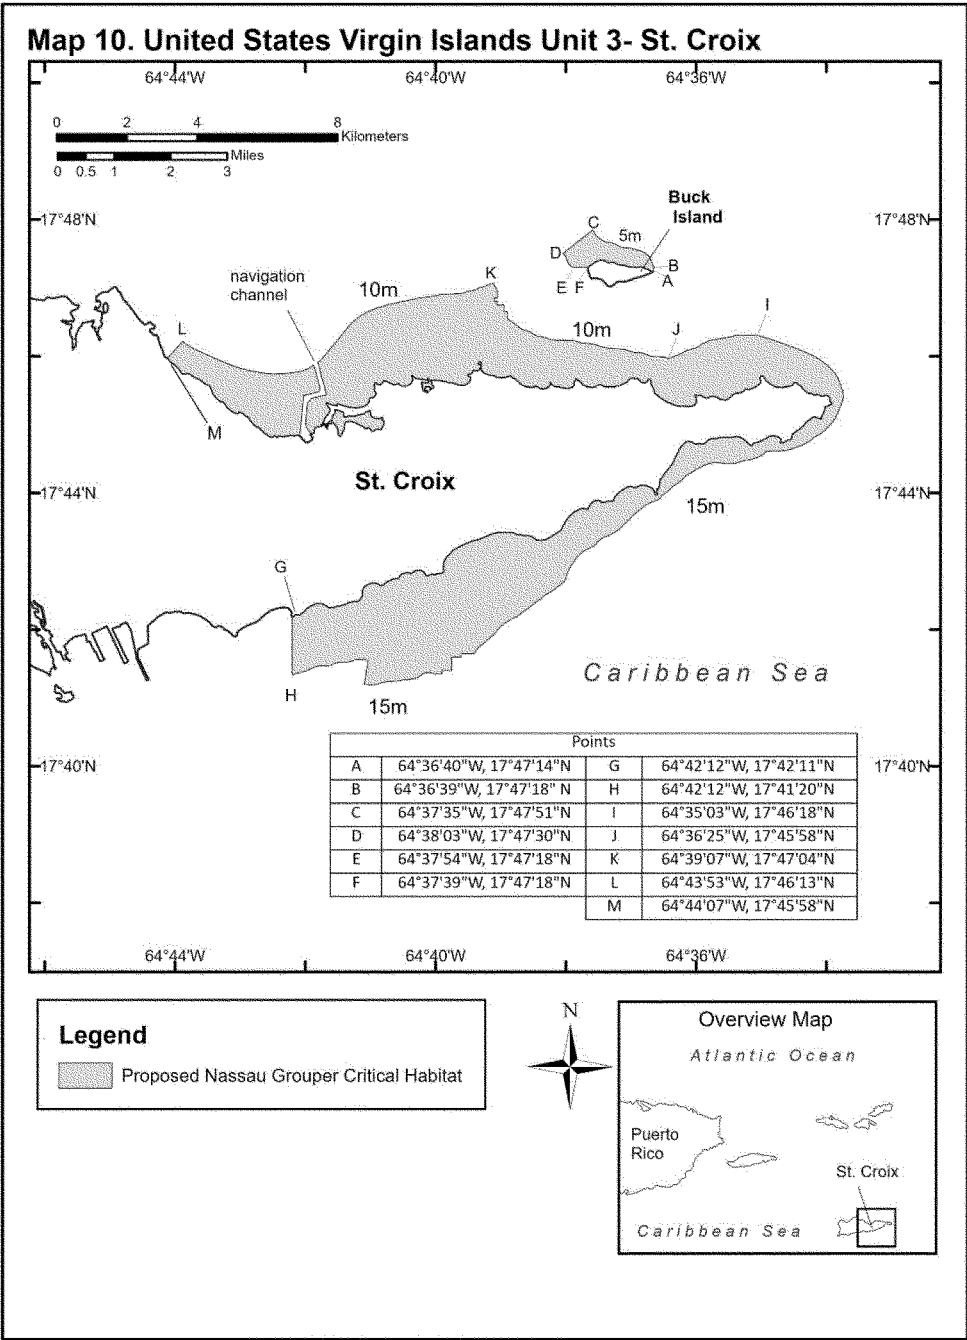 Map 10. United States Virgin Islands Unit 3- St. Croix
64°44'W 64°40'W 64°36'W
0 2 4 8
Kilometers
Miles
0 0.5 1 2 3
Buck
Island
17°48'N 17°48'N
C
5m
D
B
E F A
navigation
channel
K
10m
I
L
10m
J
M
St. Croix
17°44'N 17°44'N
15m
G
Caribbean Sea
H
15m
Points
A 64°36'40"W, 17°47'14"N G 64°42'12"W, 17°42'11"N
B 64°36'39"W, 17°47'18" N H 64°42'12"W, 17°41'20"N
C 64°37'35"W, 17°47'51"N I 64°35'03"W, 17°46'18"N
D 64°38'03"W, 17°47'30"N J 64°36'25"W, 17°45'58"N
E 64°37'54"W, 17°47'18"N K 64°39'07"W, 17°47'04"N
F 64°37'39"W, 17°47'18"N L 64°43'53"W, 17°46'13"N
M 64°44'07"W, 17°45'58"N
17°40'N 17°40'N
64°44'W 64°40'W 64°36'W
Legend
Proposed Nassau Grouper Critical Habitat
N
Overview Map
Atlantic Ocean
Puerto
Rico
St. Croix
Caribbean Sea